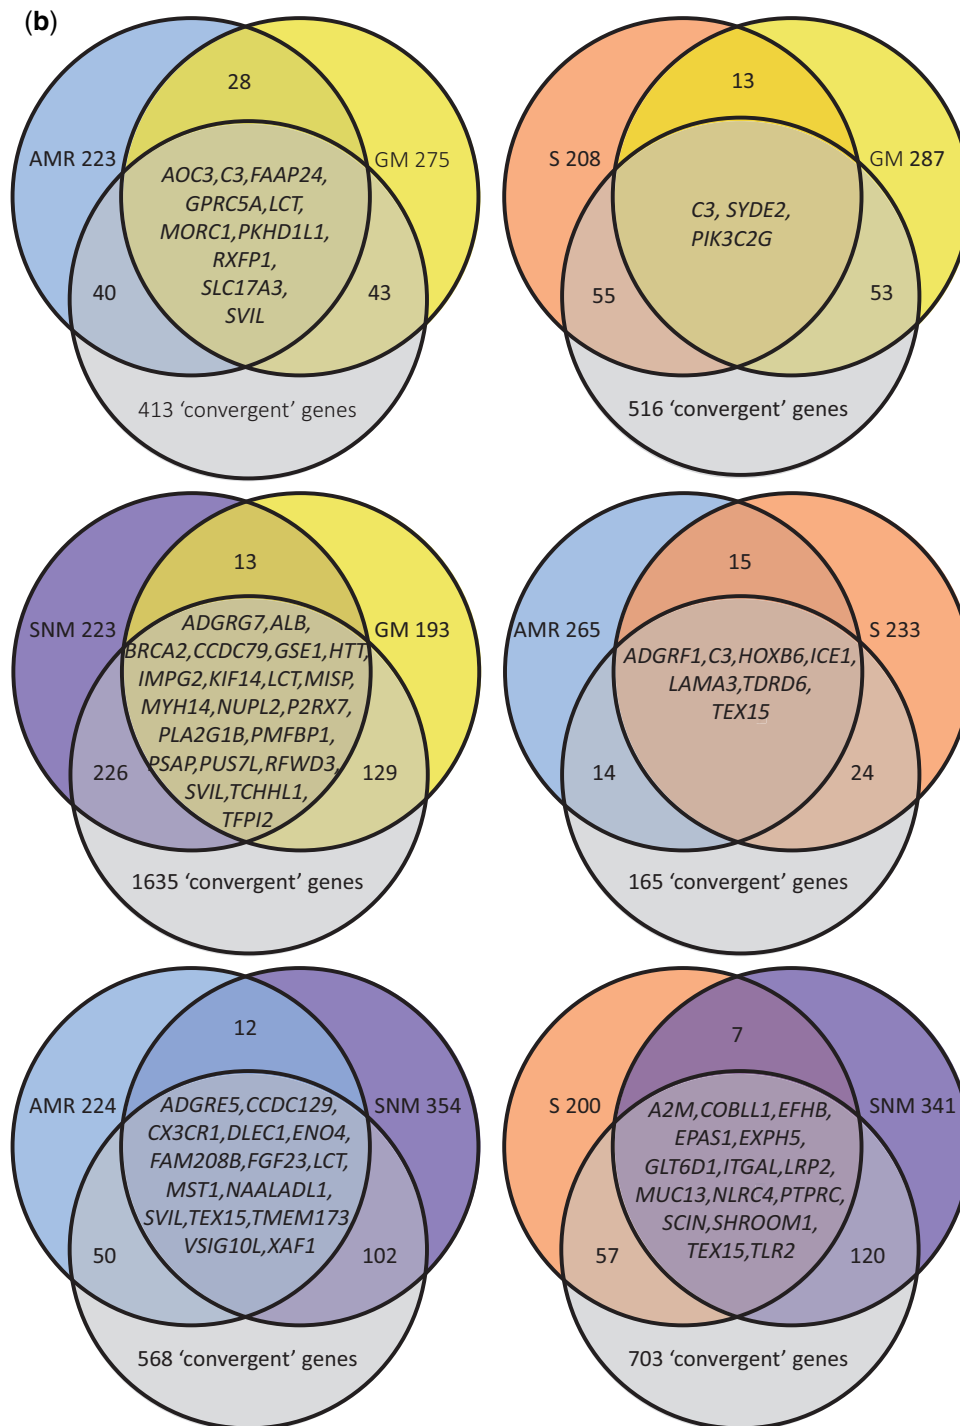 (b)
28
AMR 223
GM 275
AOC3,C3,FAAP24,
GPRC5A,LCT,
MORC1,PKHD1L1,
RXFP1,
SLC17A3,
SVIL
40
43
413 ‘convergent’ genes
13
S 208
GM 287
C3, SYDE2,
PIK3C2G
55
53
516 ‘convergent’ genes
13
SNM 223
GM 193
ADGRG7,ALB,
BRCA2,CCDC79,GSE1,HTT,
IMPG2,KIF14,LCT,MISP,
MYH14,NUPL2,P2RX7,
PLA2G1B,PMFBP1,
PSAP,PUS7L,RFWD3,
SVIL,TCHHL1,
TFPI2
226
129
1635 ‘convergent’ genes
15
AMR 265
S 233
ADGRF1,C3,HOXB6,ICE1,
LAMA3,TDRD6,
TEX15
14
24
165 ‘convergent’ genes
12
AMR 224
SNM 354
ADGRE5,CCDC129,
CX3CR1,DLEC1,ENO4,
FAM208B,FGF23,LCT,
MST1,NAALADL1,
SVIL,TEX15,TMEM173
VSIG10L,XAF1
50
102
568 ‘convergent’ genes
7
S 200
SNM 341
A2M,COBLL1,EFHB,
EPAS1,EXPH5,
GLT6D1,ITGAL,LRP2,
MUC13,NLRC4,PTPRC,
SCIN,SHROOM1,
TEX15,TLR2
57
120
703 ‘convergent’ genes